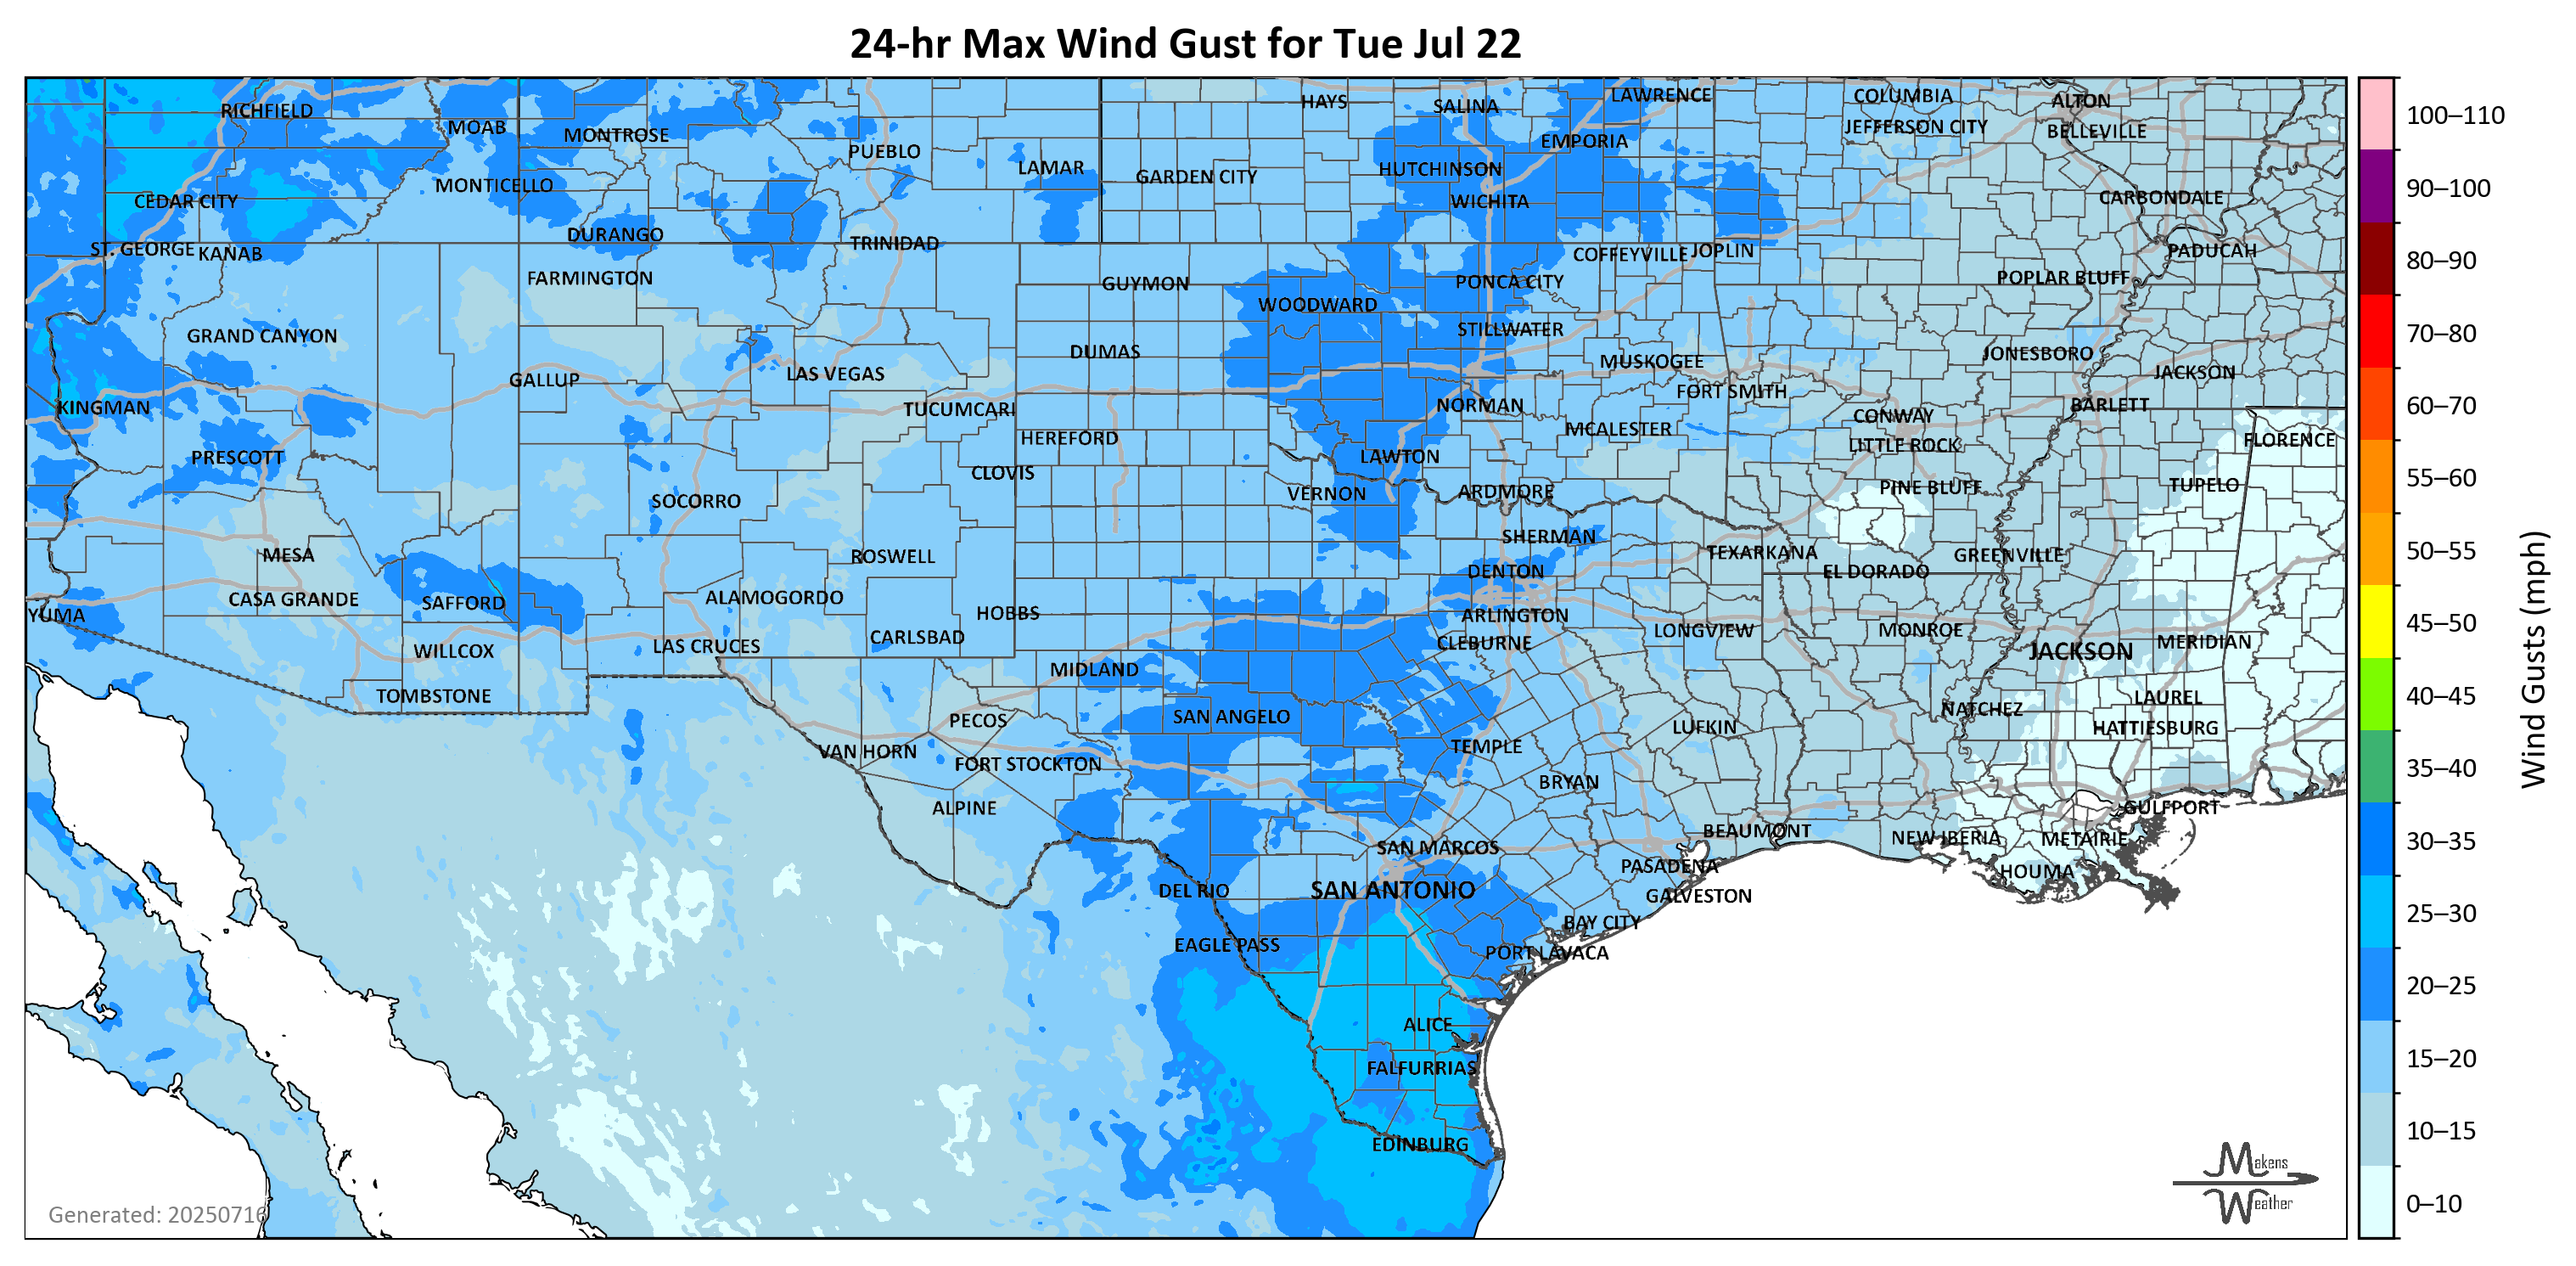 24-hr Max Wind Gust for Tue Jul 22
RICHFIELD
MOAB
MONTROSE
PUEBLO
LAMAR
GARDEN CITY
HAYS
SALINA
LAWRENCE
EMPORIA
HUTCHINSON
WICHITA
COLUMBIA
JEFFERSON CITY
ALTON
BELLEVILLE
CARBONDALE
PADUCAH
CEDAR CITY
MONTICELLO
ST. GEORGE
KANAB
DURANGO
TRINIDAD
COFFEYVILLE
JOPLIN
POPLAR BLUFF
FARMINGTON
GUYMON
WOODWARD
PONCA CITY
GRAND CANYON
STILLWATER
DUMAS
MUSKOGEE
JONESBORO
JACKSON
GALLUP
LAS VEGAS
FORT SMITH
KINGMAN
TUCUMCARI
NORMAN
CONWAY
BARLETT
HEREFORD
MCALESTER
LITTLE ROCK
FLORENCE
PRESCOTT
CLOVIS
LAWTON
SOCORRO
VERNON
ARDMORE
PINE BLUFF
TUPELO
MESA
ROSWELL
SHERMAN
TEXARKANA
GREENVILLE
CASA GRANDE
SAFFORD
ALAMOGORDO
DENTON
EL DORADO
YUMA
HOBBS
ARLINGTON
WILLCOX
LAS CRUCES
CARLSBAD
CLEBURNE
LONGVIEW
MONROE
JACKSON
MERIDIAN
MIDLAND
TOMBSTONE
PECOS
SAN ANGELO
LUFKIN
NATCHEZ
LAUREL
HATTIESBURG
VAN HORN
FORT STOCKTON
TEMPLE
BRYAN
ALPINE
GULFPORT
BEAUMONT
NEW IBERIA
METAIRIE
SAN MARCOS
PASADENA
HOUMA
DEL RIO
SAN ANTONIO
GALVESTON
BAY CITY
EAGLE PASS
PORT LAVACA
ALICE
FALFURRIAS
EDINBURG
Makens
Weather
Generated: 20250716
100–110
90–100
80–90
70–80
60–70
55–60
50–55
45–50
40–45
35–40
30–35
25–30
20–25
15–20
10–15
0–10
Wind Gusts (mph)